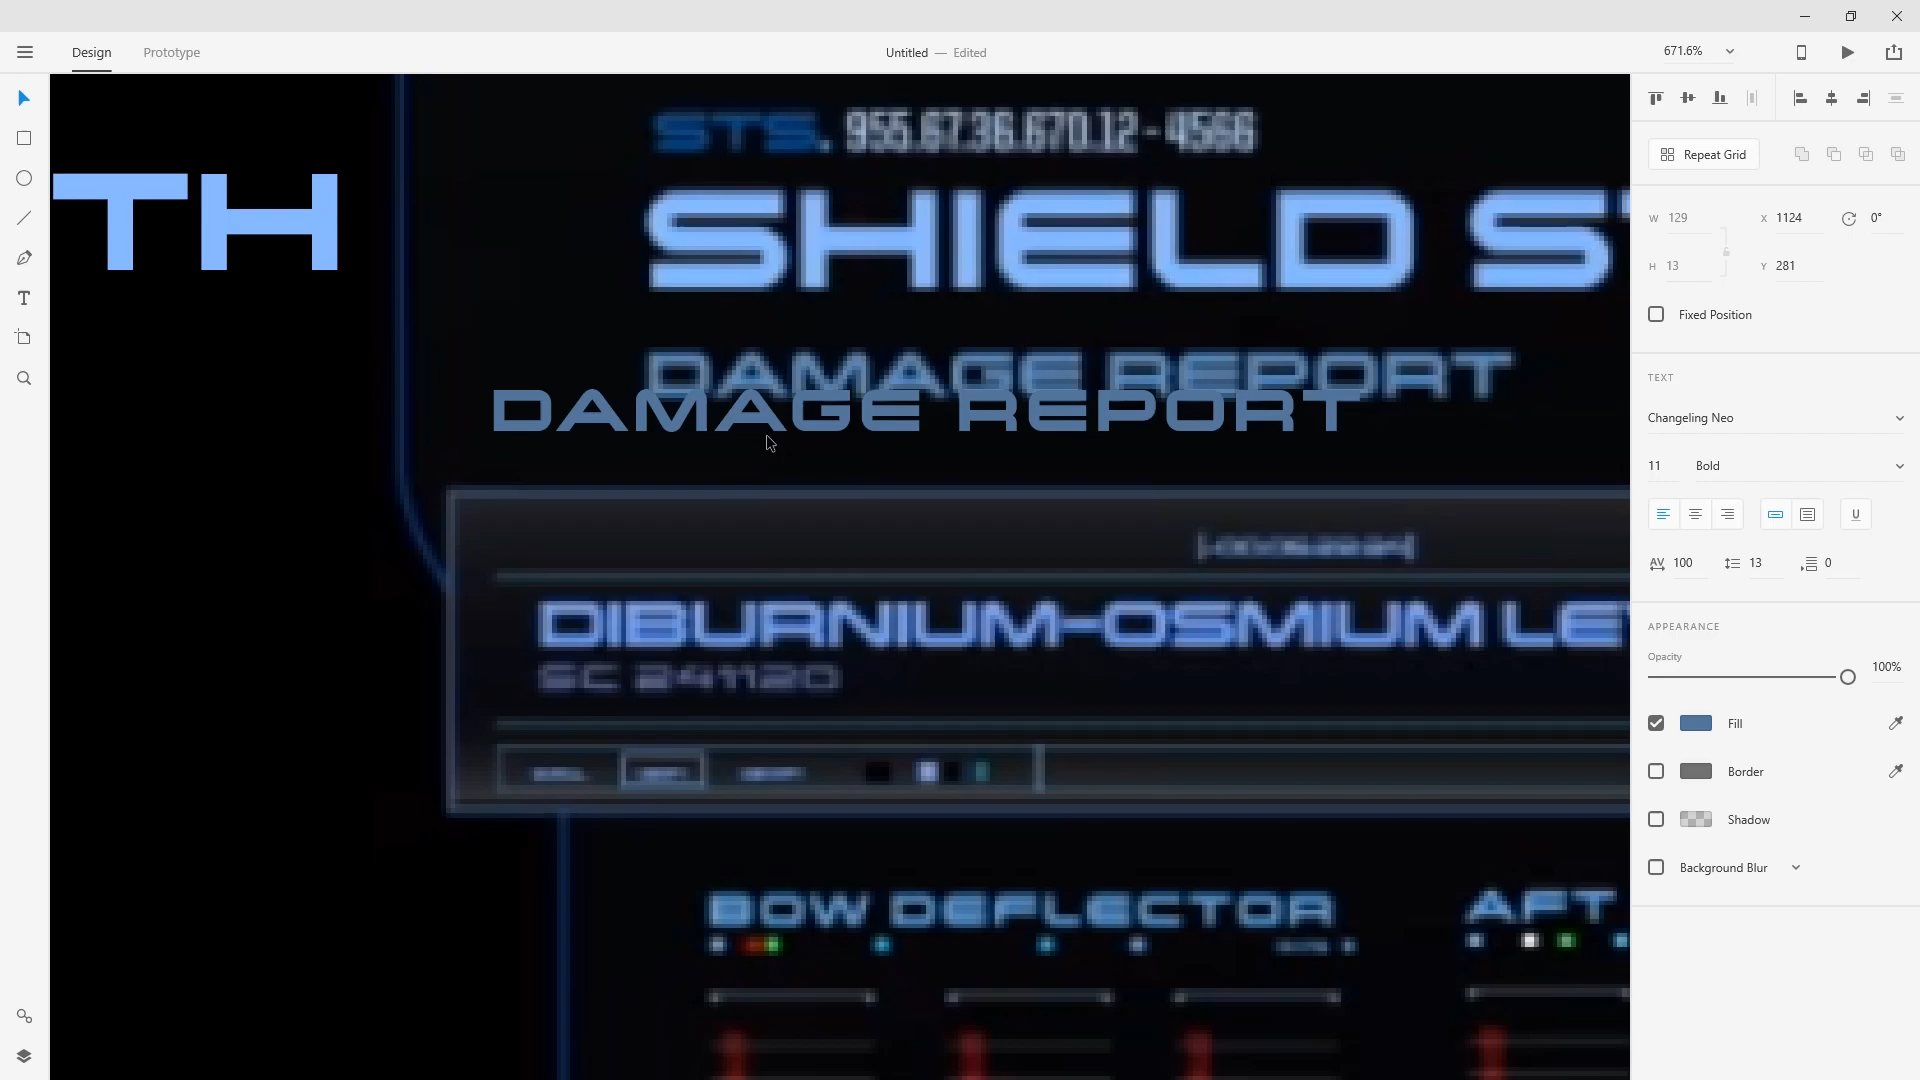 Design
Prototype
Untitled — Edited
671.6%
TH
STS. 955.67.36.670.12 - 4566
SHIELD ST
DAMAGE REPORT
DAMAGE REPORT
DIBURNIUM-OSMIUM LE
SC 241120
BOW DEFLECTOR
AFT
Repeat Grid
W 129
X 1124
0°
H 13
Y 281
Fixed Position
TEXT
Changeling Neo
11
Bold
U
AV 100
13
0
APPEARANCE
Opacity
100%
Fill
Border
Shadow
Background Blur